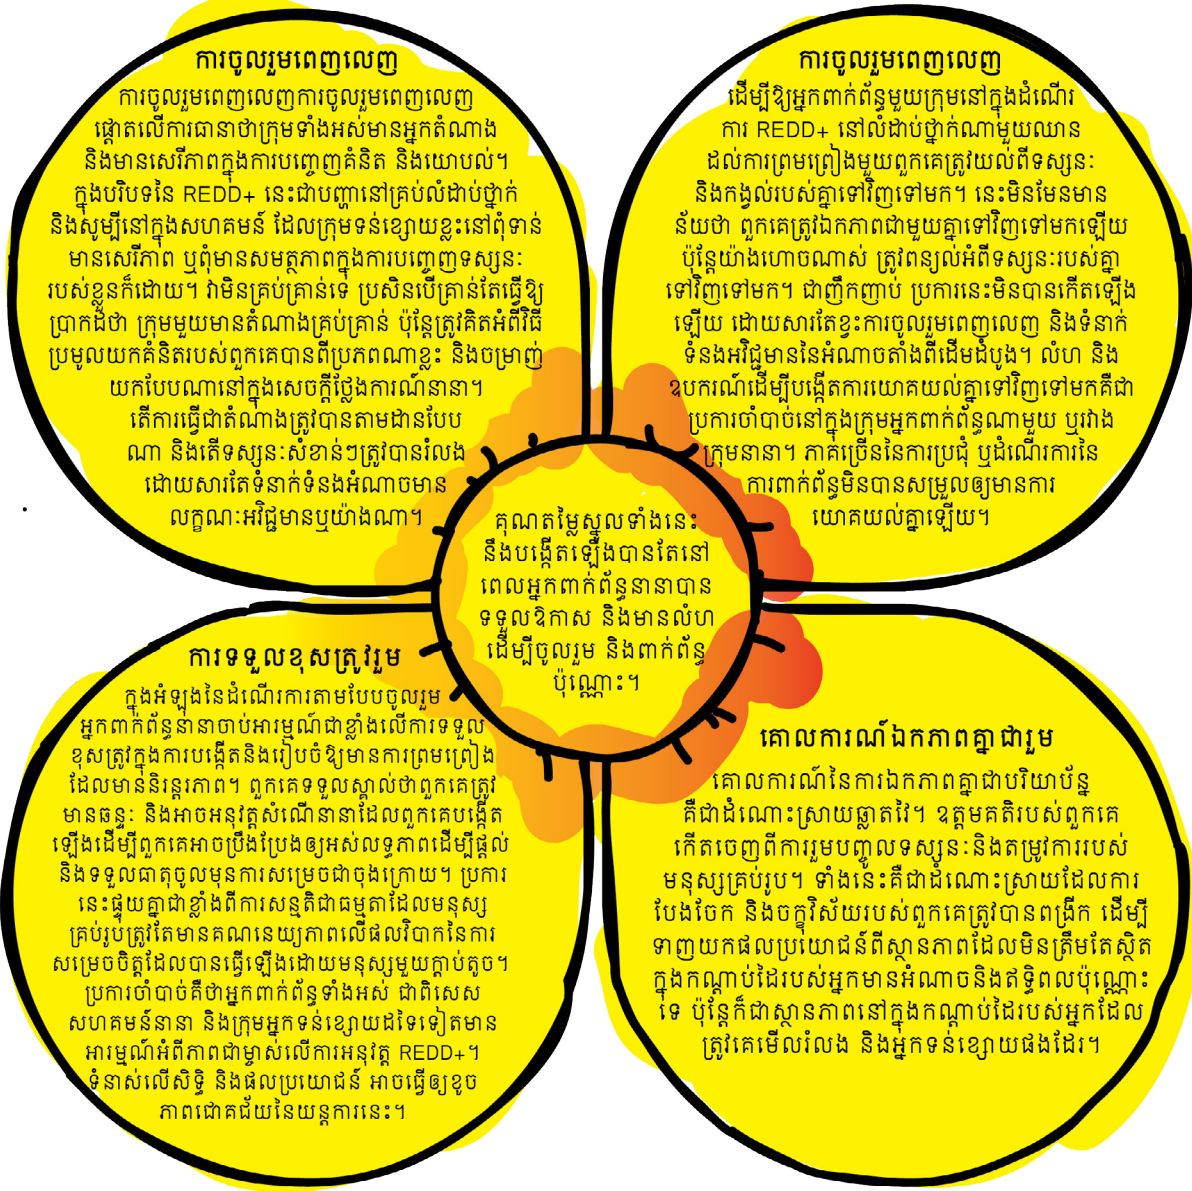 ការចូលរួមពេញលេញ
ការចូលរួមពេញលេញការចូលរួមពេញលេញ
ផ្តោតលើការធានាថាក្រុមទាំងអស់មានអ្នកតំណាង
និងមានសេរីភាពក្នុងការបញ្ចេញគំនិត និងយោបល់។
ក្នុងបរិបទនៃ REDD+ នេះជាបញ្ហានៅគ្រប់លំដាប់ថ្នាក់
និងសូម្បីនៅក្នុងសហគមន៍ ដែលក្រុមទន់ខ្សោយខ្លះនៅពុំទាន់
មានសេរីភាព ឬពុំមានសមត្ថភាពក្នុងការបញ្ចេញទស្សនៈ
របស់ខ្លួនក៏ដោយ។ វាមិនគ្រប់គ្រាន់ទេ ប្រសិនបើគ្រាន់តែធ្វើឱ្យ
ប្រាកដថា ក្រុមមួយមានតំណាងគ្រប់គ្រាន់ ប៉ុន្តែត្រូវគិតអំពីវិធី
ប្រមូលយកគំនិតរបស់ពួកគេបានពីប្រភពណាខ្លះ និងចម្រាញ់
យកបែបណានៅក្នុងសេចក្តីថ្លែងការណ៍នានា។
តើការធ្វើជាតំណាងត្រូវបានតាមដានបែប
ណា និងតើទស្សនៈសំខាន់ៗត្រូវបានរំលង
ដោយសារតែទំនាក់ទំនងអំណាចមាន
លក្ខណៈអវិជ្ជមានឬយ៉ាងណា។
ការចូលរួមពេញលេញ
ដើម្បីឱ្យអ្នកពាក់ព័ន្ធមួយក្រុមនៅក្នុងដំណើរ
ការ REDD+ នៅលំដាប់ថ្នាក់ណាមួយឈាន
ដល់ការព្រមព្រៀងមួយពួកគេត្រូវយល់ពីទស្សនៈ
និងកង្វល់របស់គ្នាទៅវិញទៅមក។ នេះមិនមែនមាន
ន័យថា ពួកគេត្រូវឯកភាពជាមួយគ្នាទៅវិញទៅមកឡើយ
ប៉ុន្តែយ៉ាងហោចណាស់ ត្រូវពន្យល់អំពីទស្សនៈរបស់គ្នា
ទៅវិញទៅមក។ ជាញឹកញាប់ ប្រការនេះមិនបានកើតឡើង
ឡើយ ដោយសារតែខ្វះការចូលរួមពេញលេញ និងទំនាក់
ទំនងអវិជ្ជមាននៃអំណាចតាំងពីដើមដំបូង។ លំហ និង
ឧបករណ៍ដើម្បីបង្កើតការយោគយល់គ្នាទៅវិញទៅមកគឺជា
ប្រការចាំបាច់នៅក្នុងក្រុមអ្នកពាក់ព័ន្ធណាមួយ ឬរវាង
ក្រុមនានា។ ភាគច្រើននៃការប្រជុំ ឬដំណើរការនៃ
ការពាក់ព័ន្ធមិនបានសម្រួលឲ្យមានការ
យោគយល់គ្នាឡើយ។
គុណតម្លៃស្នូលទាំងនេះ
នឹងបង្កើតឡើងបានតែនៅ
ពេលអ្នកពាក់ព័ន្ធនានាបាន
ទទួលឱកាស និងមានលំហ
ដើម្បីចូលរួម និងពាក់ព័ន្ធ
ប៉ុណ្ណោះ។
ការទទួលខុសត្រូវរួម
ក្នុងអំឡុងនៃដំណើរការតាមបែបចូលរួម
អ្នកពាក់ព័ន្ធនានាចាប់អារម្មណ៍ជាខ្លាំងលើការទទួល
ខុសត្រូវក្នុងការបង្កើតនិងរៀបចំឱ្យមានការព្រមព្រៀង
ដែលមាននិរន្តរភាព។ ពួកគេទទួលស្គាល់ថាពួកគេត្រូវ
មានឆន្ទៈ និងអាចអនុវត្តសំណើនានាដែលពួកគេបង្កើត
ឡើងដើម្បីពួកគេអាចប្រឹងប្រែងឲ្យអស់លទ្ធភាពដើម្បីផ្តល់
និងទទួលធាតុចូលមុនការសម្រេចជាចុងក្រោយ។ ប្រការ
នេះផ្ទុយគ្នាជាខ្លាំងពីការសន្មតិជាធម្មតាដែលមនុស្ស
គ្រប់រូបត្រូវតែមានគណនេយ្យភាពលើផលវិបាកនៃការ
សម្រេចចិត្តដែលបានធ្វើឡើងដោយមនុស្សមួយក្តាប់តូច។
ប្រការចាំបាច់គឺថាអ្នកពាក់ព័ន្ធទាំងអស់ ជាពិសេស
សហគមន៍នានា និងក្រុមអ្នកទន់ខ្សោយដទៃទៀតមាន
អារម្មណ៍អំពីភាពជាម្ចាស់លើការអនុវត្ត REDD+។
ទំនាស់លើសិទ្ធិ និងផលប្រយោជន៍ អាចធ្វើឲ្យខូច
ភាពជោគជ័យនៃយន្តការនេះ។
គោលការណ៍ឯកភាពគ្នាជារួម
គោលការណ៍នៃការឯកភាពគ្នាជាបរិយាប័ន្ន
គឺជាដំណោះស្រាយឆ្លាតវៃ។ ឧត្តមគតិរបស់ពួកគេ
កើតចេញពីការរួមបញ្ចូលទស្សនៈនិងតម្រូវការរបស់
មនុស្សគ្រប់រូប។ ទាំងនេះគឺជាដំណោះស្រាយដែលការ
បែងចែក និងចក្ខុវិស័យរបស់ពួកគេត្រូវបានពង្រីក ដើម្បី
ទាញយកផលប្រយោជន៍ពីស្ថានភាពដែលមិនត្រឹមតែស្ថិត
ក្នុងកណ្តាប់ដៃរបស់អ្នកមានអំណាចនិងឥទ្ធិពលប៉ុណ្ណោះ
ទេ ប៉ុន្តែក៏ជាស្ថានភាពនៅក្នុងកណ្តាប់ដៃរបស់អ្នកដែល
ត្រូវគេមើលរំលង និងអ្នកទន់ខ្សោយផងដែរ។